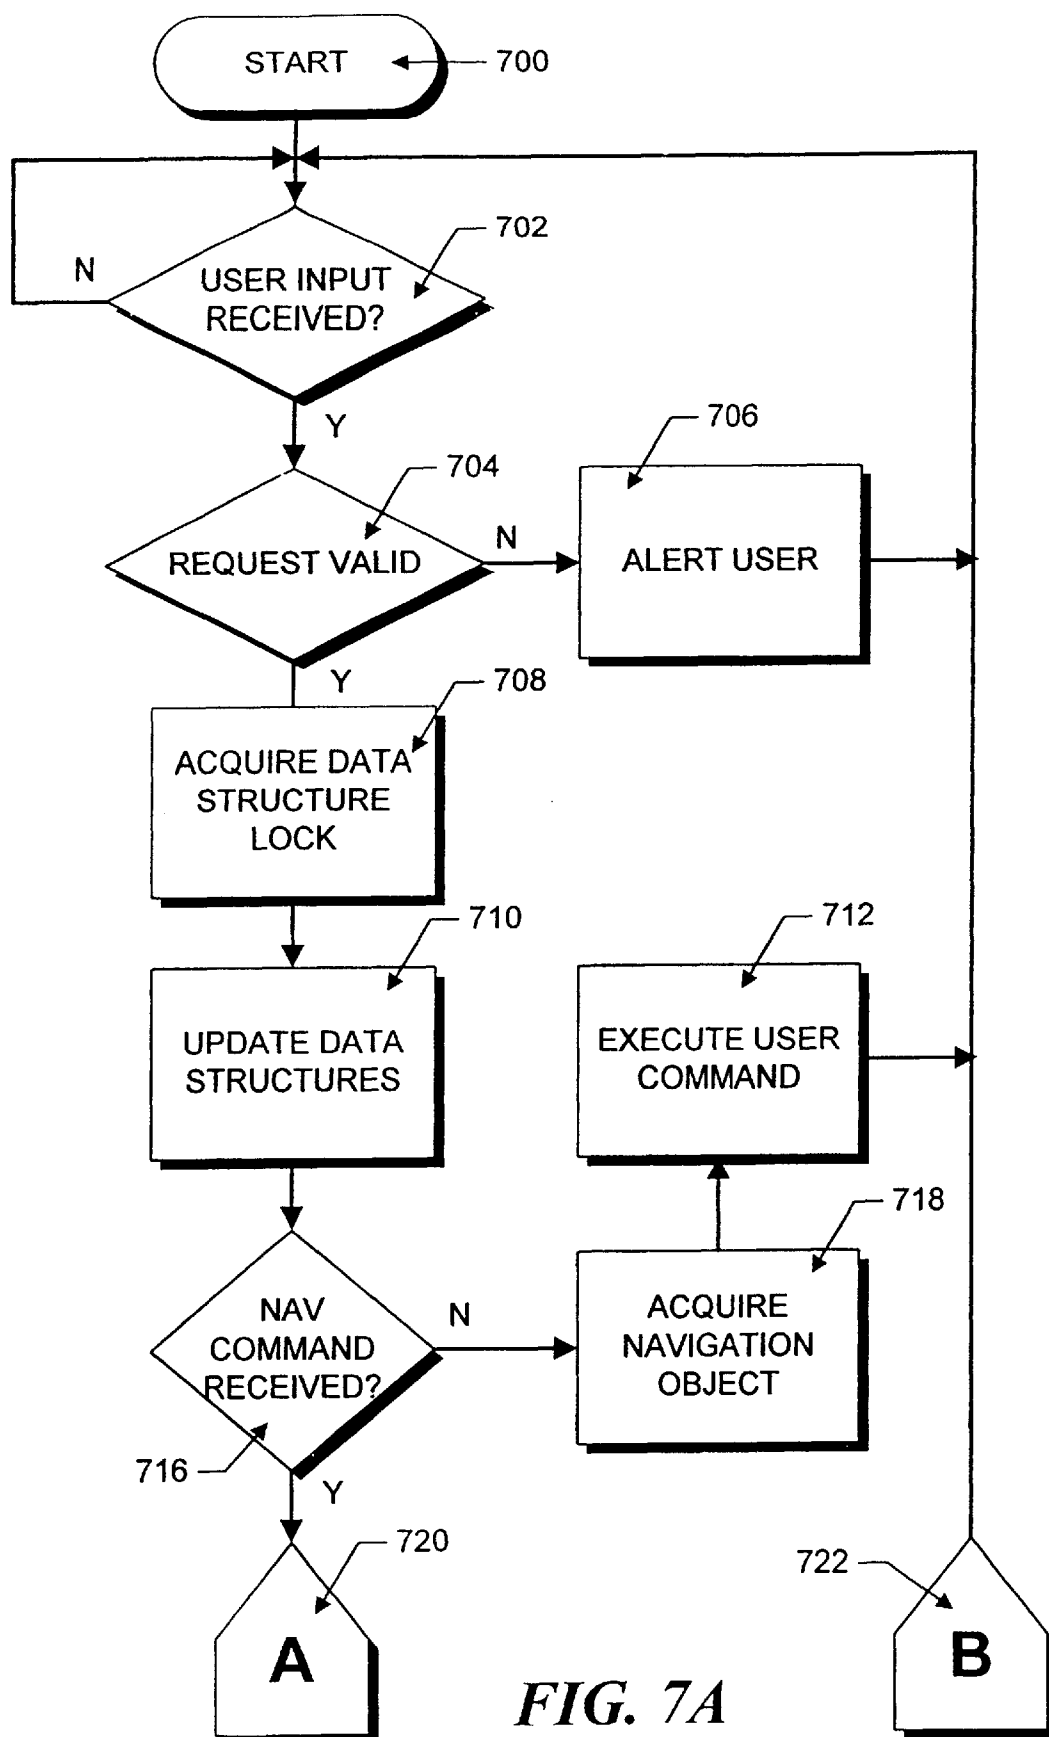 START
700
702
N
USER INPUT
RECEIVED?
Y
706
704
REQUEST VALID
N
ALERT USER
Y
708
ACQUIRE DATA
STRUCTURE
LOCK
710
712
UPDATE DATA
STRUCTURES
EXECUTE USER
COMMAND
718
NAV
COMMAND
RECEIVED?
N
ACQUIRE
NAVIGATION
OBJECT
716
Y
720
722
A
B
FIG. 7A